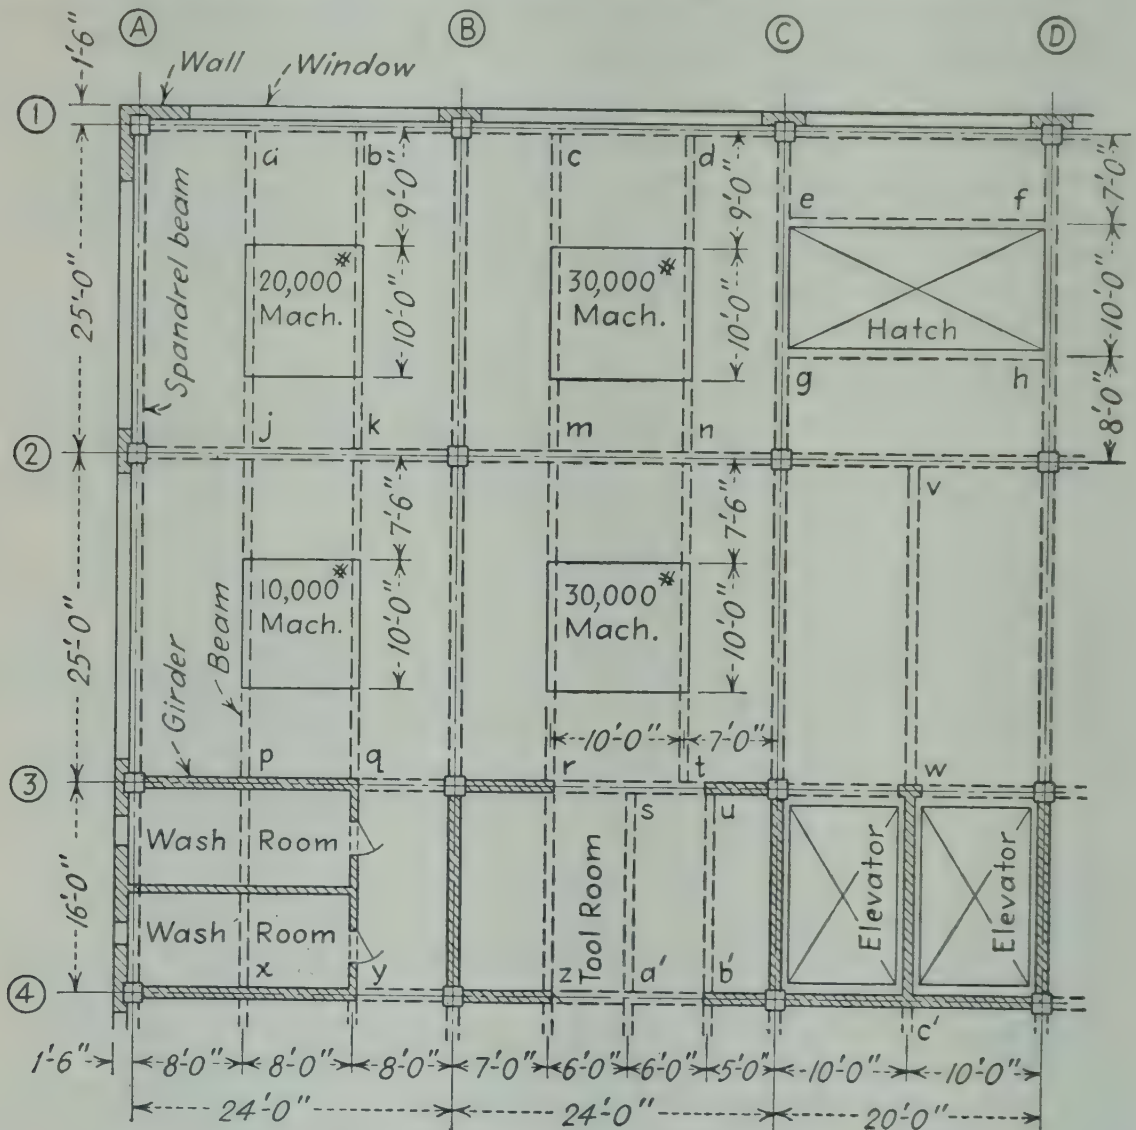 A B C D
1'-6"
Wall Window
1
a b c d
9'-0" 9'-0" 7'-0"
e f
Spandrel beam
25'-0"
20,000# Mach.
10'-0"
30,000# Mach.
10'-0"
Hatch
10'-0"
g h
j k m n
8'-0"
2
v
7'-6" 7'-6"
25'-0"
Beam
Girder
10,000# Mach.
10'-0"
30,000# Mach.
10'-0"
10'-0" 7'-0"
p q r t w
3
s u
Wash Room
16'-0"
Tool Room
Elevator
Elevator
Wash Room
x y z a' b'
4
c'
1'-6" 8'-0" 8'-0" 8'-0" 7'-0" 6'-0" 6'-0" 5'-0" 10'-0" 10'-0"
24'-0" 24'-0" 20'-0"